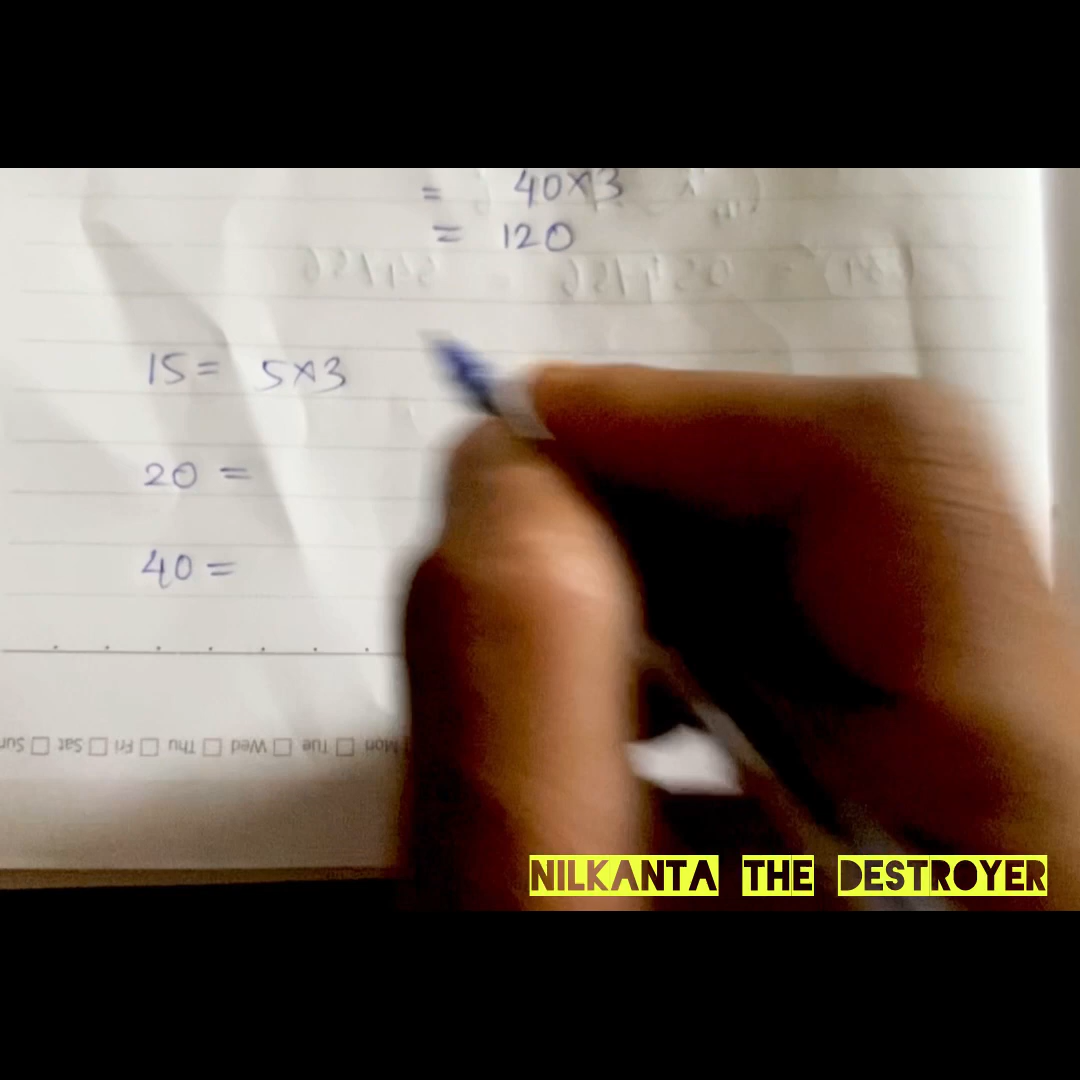 = 40×3
= 120
15 = 5×3
20 =
40 =
Mon Tue Wed Thu Fri Sat Sun
NILKANTA THE DESTROYER